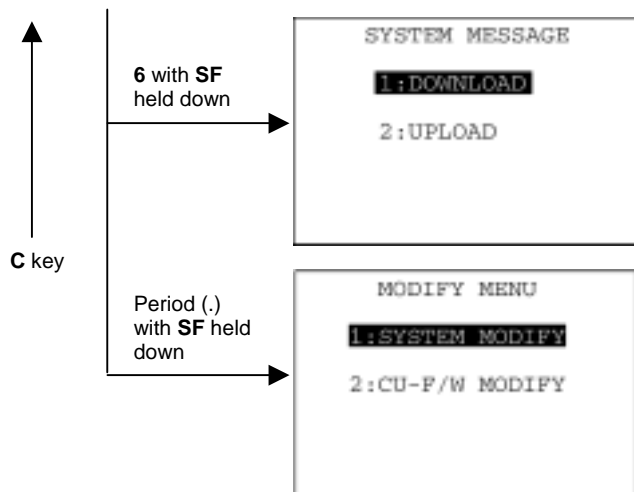 SYSTEM MESSAGE
6 with SF
held down
1:DOWNLOAD
2:UPLOAD
C key
MODIFY MENU
Period (.)
with SF held
down
1:SYSTEM MODIFY
2:CU-F/W MODIFY